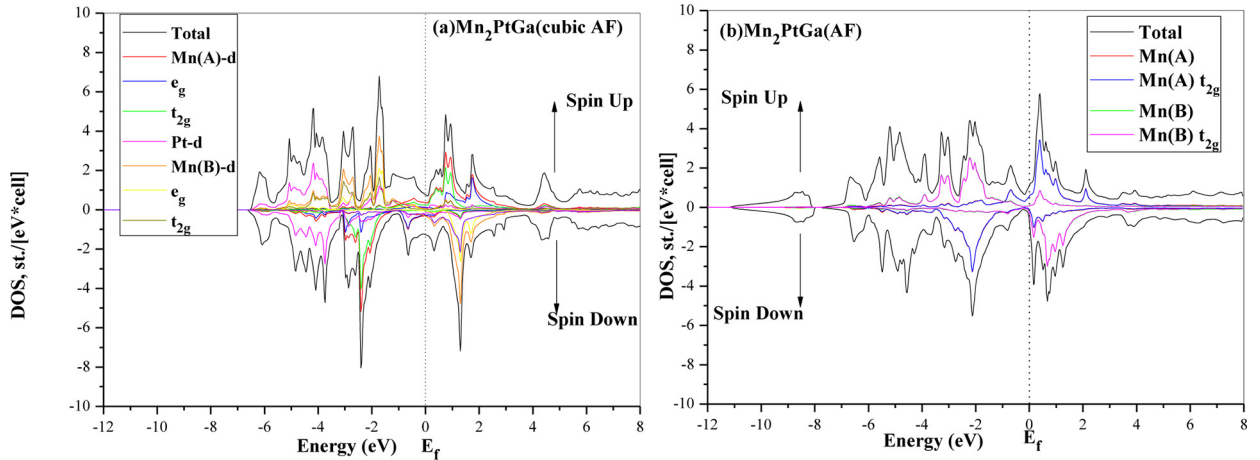 (a)Mn2PtGa(cubic AF)
Total
Mn(A)-d
eg
t2g
Pt-d
Mn(B)-d
eg
t2g
Spin Up
Spin Down
DOS, st./[eV*cell]
10
8
6
4
2
0
-2
-4
-6
-8
-10
-12 -10 -8 -6 -4 -2 0 2 4 6 8
Energy (eV) Ef
(b)Mn2PtGa(AF)
Total
Mn(A)
Mn(A) t2g
Mn(B)
Mn(B) t2g
Spin Up
Spin Down
DOS, st./[eV*cell]
10
8
6
4
2
0
-2
-4
-6
-8
-10
-12 -10 -8 -6 -4 -2 0 2 4 6 8
Energy (eV) Ef